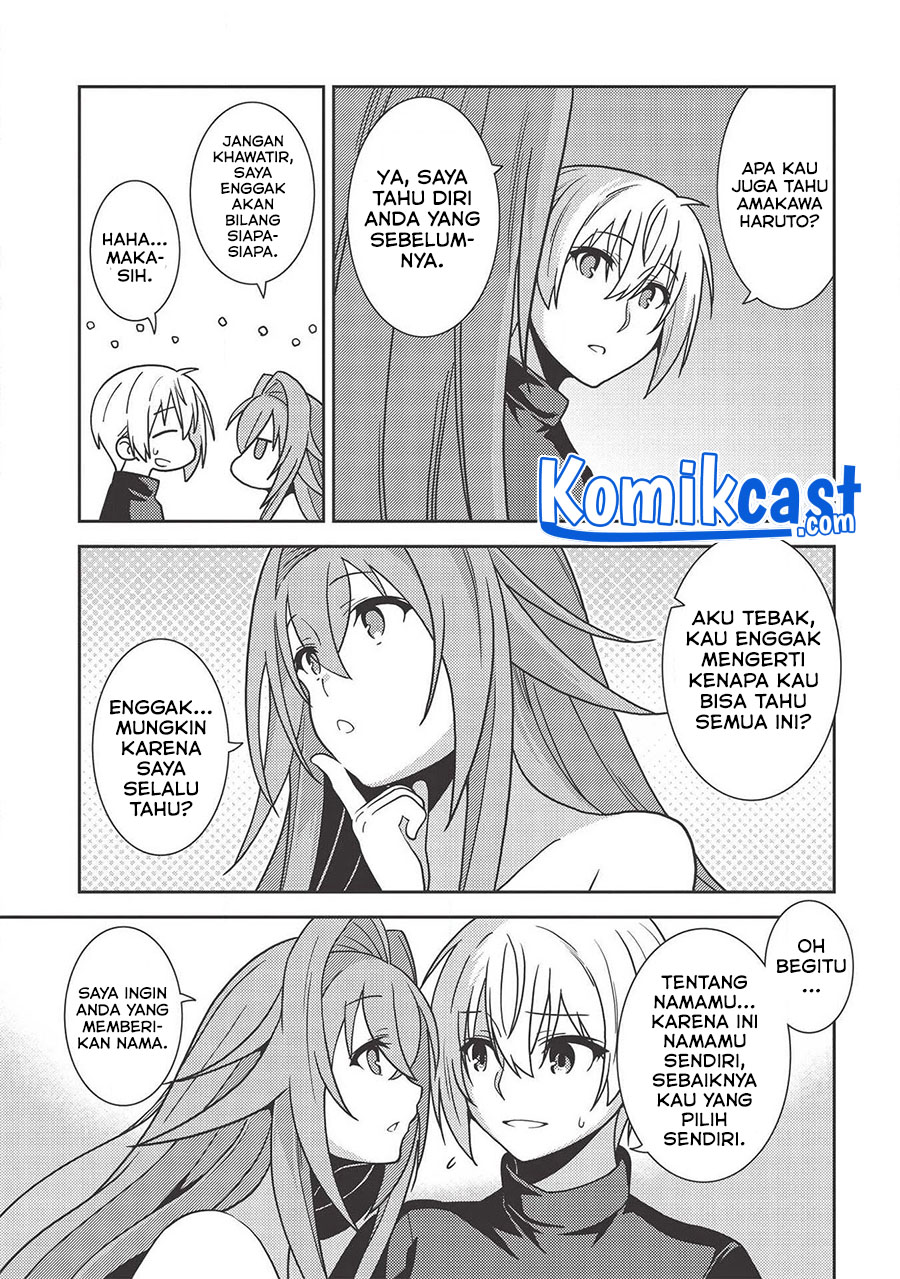 APA KAU
JUGA TAHU
AMAKAWA
HARUTO?
YA, SAYA
TAHU DIRI
ANDA YANG
SEBELUM-
NYA.
JANGAN
KHAWATIR,
SAYA
ENGGAK
AKAN
BILANG
SIAPA-
SIAPA.
HAHA...
MAKA-
SIH.
Komikcast
.com
AKU TEBAK,
KAU ENGGAK
MENGERTI
KENAPA KAU
BISA TAHU
SEMUA INI?
ENGGAK...
MUNGKIN
KARENA
SAYA
SELALU
TAHU?
OH
BEGITU
...
TENTANG
NAMAMU...
KARENA INI
NAMAMU
SENDIRI,
SEBAIKNYA
KAU YANG
PILIH
SENDIRI.
SAYA INGIN
ANDA YANG
MEMBERI-
KAN NAMA.